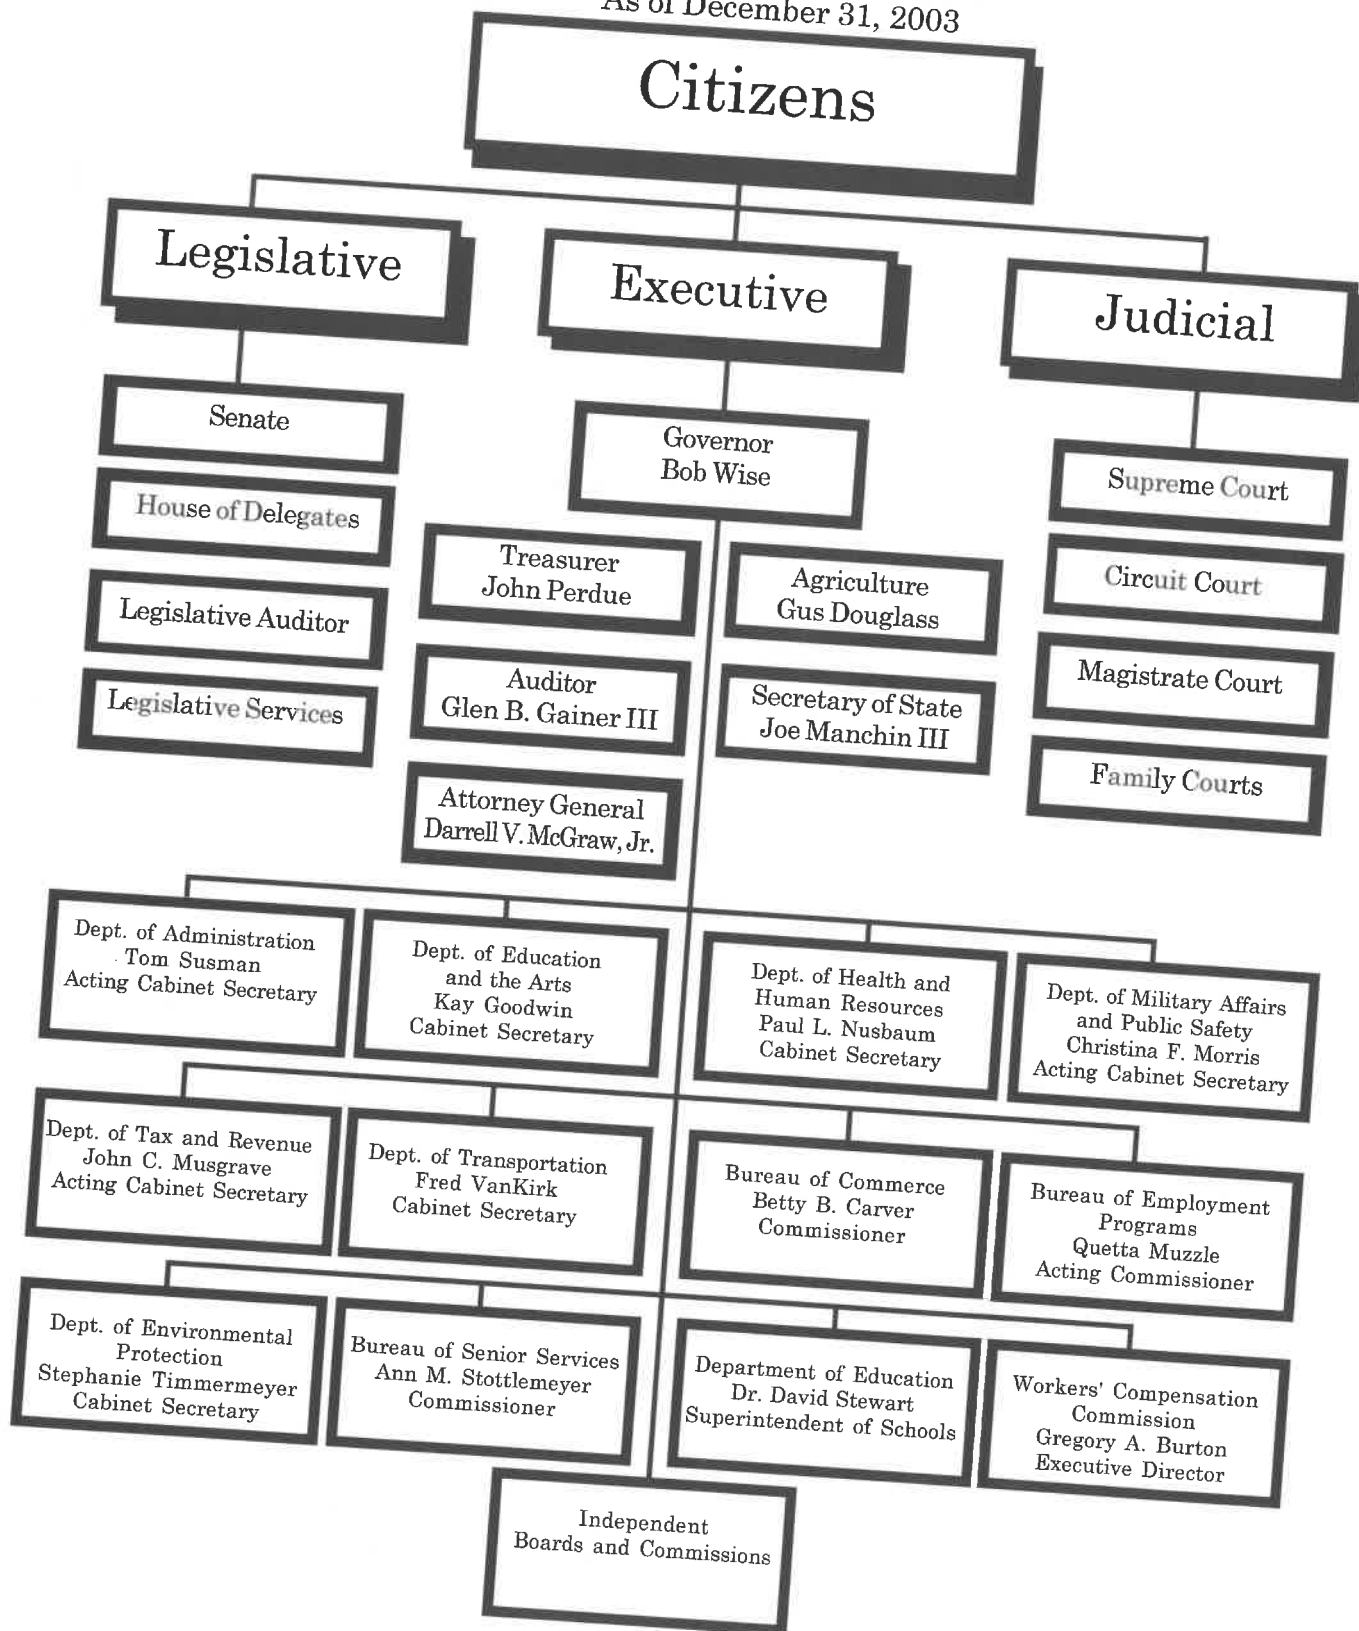 As of December 31, 2003
Citizens
Legislative
Executive
Judicial
Senate
House of Delegates
Legislative Auditor
Legislative Services
Governor
Bob Wise
Treasurer
John Perdue
Agriculture
Gus Douglass
Auditor
Glen B. Gainer III
Secretary of State
Joe Manchin III
Attorney General
Darrell V. McGraw, Jr.
Supreme Court
Circuit Court
Magistrate Court
Family Courts
Dept. of Administration
Tom Susman
Acting Cabinet Secretary
Dept. of Education
and the Arts
Kay Goodwin
Cabinet Secretary
Dept. of Health and
Human Resources
Paul L. Nusbaum
Cabinet Secretary
Dept. of Military Affairs
and Public Safety
Christina F. Morris
Acting Cabinet Secretary
Dept. of Tax and Revenue
John C. Musgrave
Acting Cabinet Secretary
Dept. of Transportation
Fred VanKirk
Cabinet Secretary
Bureau of Commerce
Betty B. Carver
Commissioner
Bureau of Employment
Programs
Quetta Muzzle
Acting Commissioner
Dept. of Environmental
Protection
Stephanie Timmermeyer
Cabinet Secretary
Bureau of Senior Services
Ann M. Stottlemeyer
Commissioner
Department of Education
Dr. David Stewart
Superintendent of Schools
Workers' Compensation
Commission
Gregory A. Burton
Executive Director
Independent
Boards and Commissions